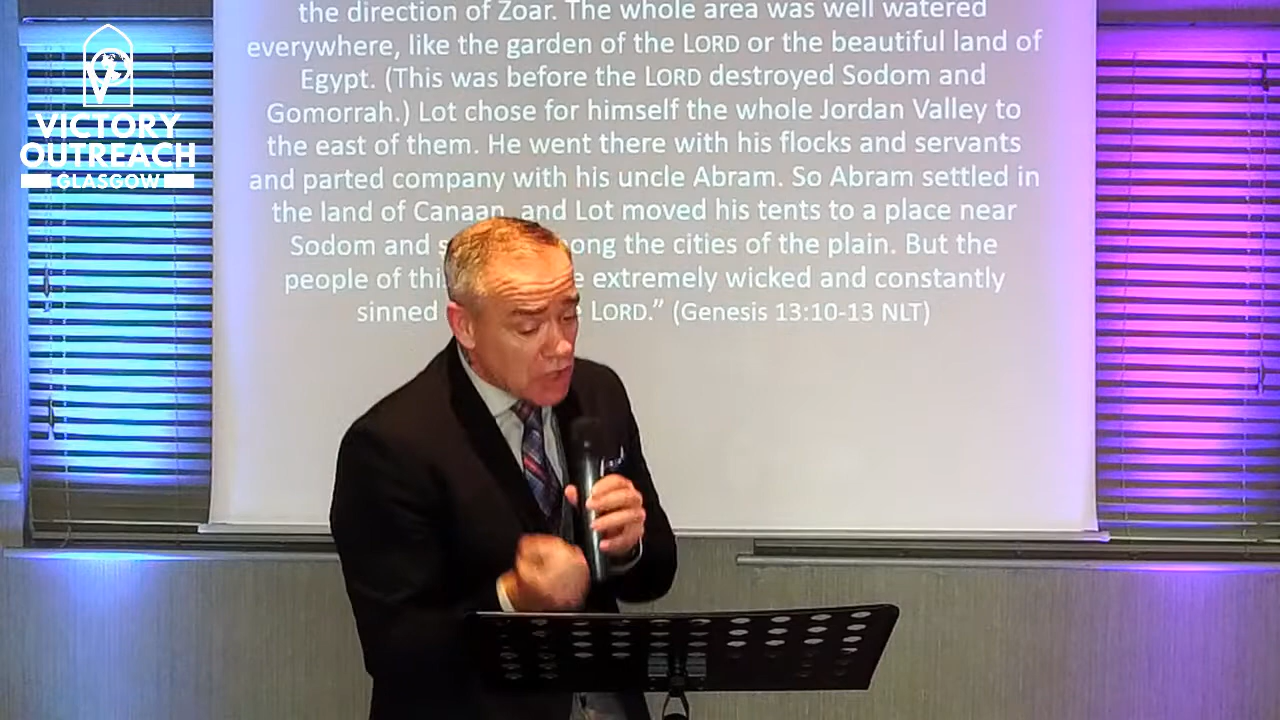 VICTORY
OUTREACH
GLASGOW
the direction of Zoar. The whole area was well watered
everywhere, like the garden of the LORD or the beautiful land of
Egypt. (This was before the LORD destroyed Sodom and
Gomorrah.) Lot chose for himself the whole Jordan Valley to
the east of them. He went there with his flocks and servants
and parted company with his uncle Abram. So Abram settled in
the land of Canaan, and Lot moved his tents to a place near
Sodom and among the cities of the plain. But the
people of extremely wicked and constantly
sinned LORD.” (Genesis 13:10-13 NLT)